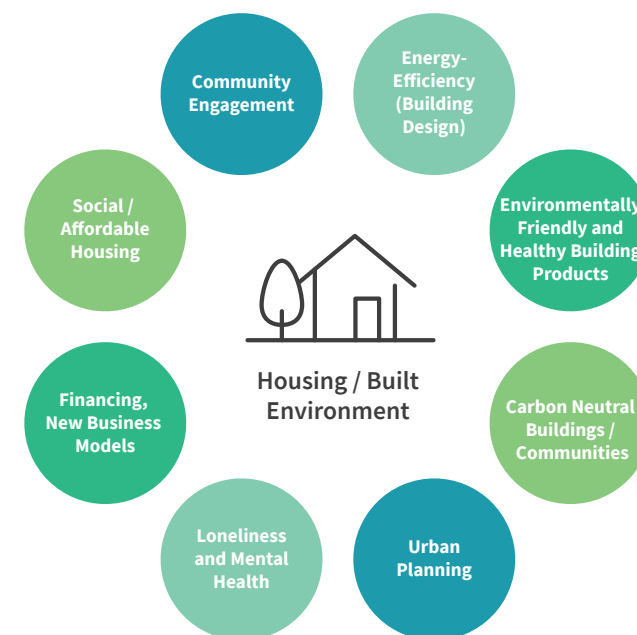 Community
Engagement
Energy-
Efficiency
(Building
Design)
Social /
Affordable
Housing
Environmentally
Friendly and
Healthy Building
Products
Housing / Built
Environment
Financing,
New Business
Models
Carbon Neutral
Buildings /
Communities
Loneliness
and Mental
Health
Urban
Planning